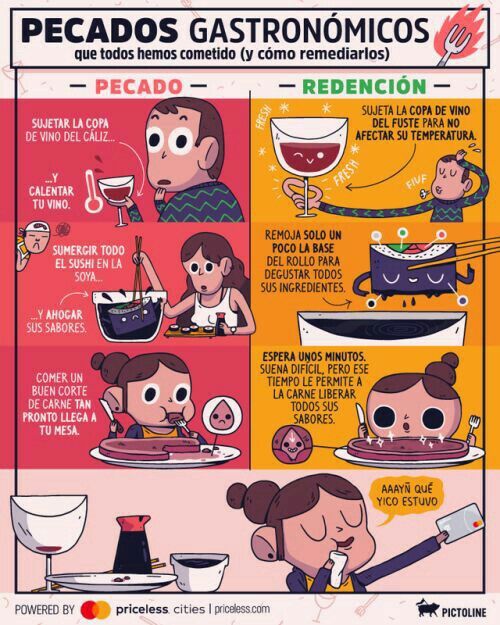 PECADOS GASTRONÓMICOS
que todos hemos cometido (y cómo remediarlos)
PECADO
REDENCIÓN
SUJETAR LA COPA
DE VINO DEL CÁLIZ...
...Y
CALENTAR
TU VINO.
FRESH
FRESH
SUJETA LA COPA DE VINO
DEL FUSTE PARA NO
AFECTAR SU TEMPERATURA.
FIUF
SUMERGIR TODO
EL SUSHI EN LA
SOYA...
...Y AHOGAR
SUS SABORES.
REMOJA SOLO UN
POCO LA BASE
DEL ROLLO PARA
DEGUSTAR TODOS
SUS INGREDIENTES.
COMER UN
BUEN CORTE
DE CARNE TAN
PRONTO LLEGA A
TU MESA.
ESPERA UNOS MINUTOS.
SUENA DIFÍCIL, PERO ESE
TIEMPO LE PERMITE A
LA CARNE LIBERAR
TODOS SUS
SABORES.
AAAYÑ QUÉ
YICO ESTUVO
POWERED BY priceless cities | priceless.com
PICTOLINE